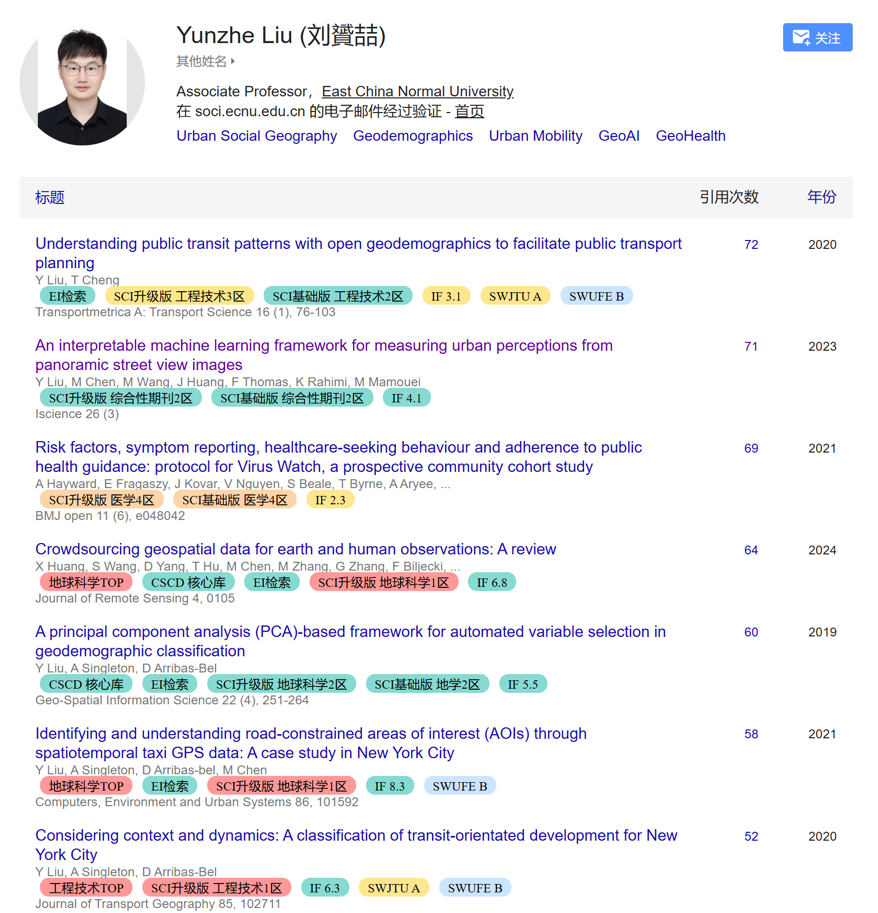 Yunzhe Liu (刘贇喆)
其他姓名
关注
Associate Professor，East China Normal University
在 soci.ecnu.edu.cn 的电子邮件经过验证 - 首页
Urban Social Geography Geodemographics Urban Mobility GeoAI GeoHealth
标题 引用次数 年份
Understanding public transit patterns with open geodemographics to facilitate public transport 72 2020
planning
Y Liu, T Cheng
EI检索 SCI升级版 工程技术3区 SCI基础版 工程技术2区 IF 3.1 SWJTU A SWUFE B
Transportmetrica A: Transport Science 16 (1), 76-103
An interpretable machine learning framework for measuring urban perceptions from 71 2023
panoramic street view images
Y Liu, M Chen, M Wang, J Huang, F Thomas, K Rahimi, M Mamouei
SCI升级版 综合性期刊2区 SCI基础版 综合性期刊2区 IF 4.1
Iscience 26 (3)
Risk factors, symptom reporting, healthcare-seeking behaviour and adherence to public 69 2021
health guidance: protocol for Virus Watch, a prospective community cohort study
A Hayward, E Fragaszy, J Kovar, V Nguyen, S Beale, T Byrne, A Aryee, ...
SCI升级版 医学4区 SCI基础版 医学4区 IF 2.3
BMJ open 11 (6), e048042
Crowdsourcing geospatial data for earth and human observations: A review 64 2024
X Huang, S Wang, D Yang, T Hu, M Chen, M Zhang, G Zhang, F Biljecki, ...
地球科学TOP CSCD 核心库 EI检索 SCI升级版 地球科学1区 IF 6.8
Journal of Remote Sensing 4, 0105
A principal component analysis (PCA)-based framework for automated variable selection in 60 2019
geodemographic classification
Y Liu, A Singleton, D Arribas-Bel
CSCD 核心库 EI检索 SCI升级版 地球科学2区 SCI基础版 地学2区 IF 5.5
Geo-Spatial Information Science 22 (4), 251-264
Identifying and understanding road-constrained areas of interest (AOIs) through 58 2021
spatiotemporal taxi GPS data: A case study in New York City
Y Liu, A Singleton, D Arribas-bel, M Chen
地球科学TOP EI检索 SCI升级版 地球科学1区 IF 8.3 SWUFE B
Computers, Environment and Urban Systems 86, 101592
Considering context and dynamics: A classification of transit-orientated development for New 52 2020
York City
Y Liu, A Singleton, D Arribas-Bel
工程技术TOP SCI升级版 工程技术1区 IF 6.3 SWJTU A SWUFE B
Journal of Transport Geography 85, 102711